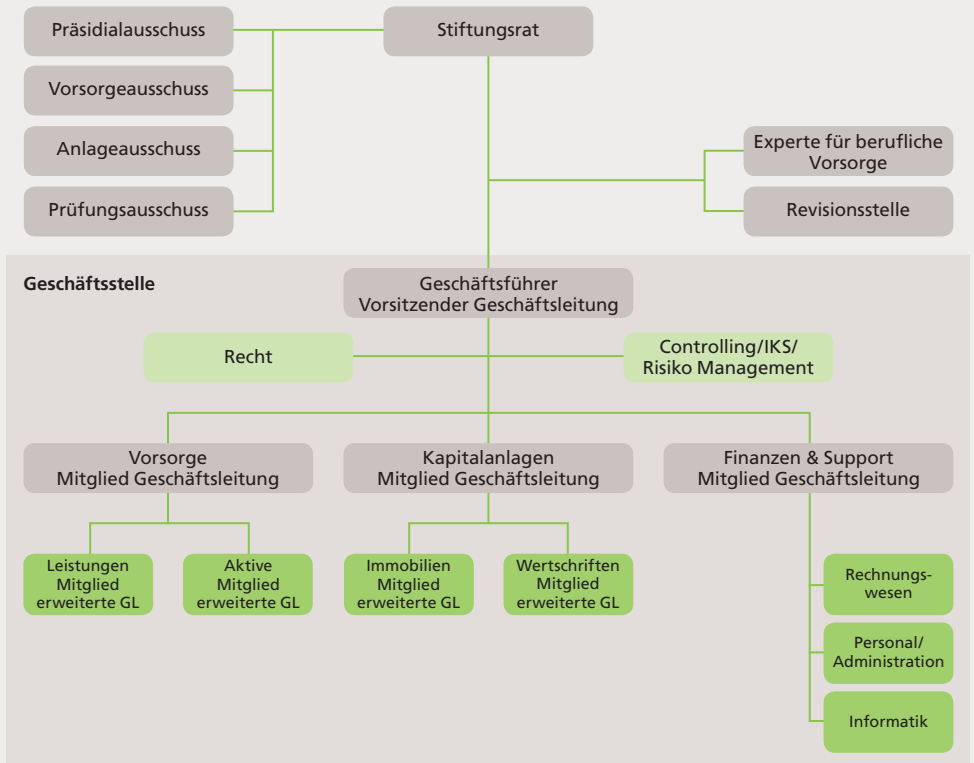 Präsidialausschuss
Stiftungsrat
Vorsorgeausschuss
Anlageausschuss
Prüfungsausschuss
Experte für berufliche
Vorsorge
Revisionsstelle
Geschäftsstelle
Geschäftsführer
Vorsitzender Geschäftsleitung
Recht
Controlling/IKS/
Risiko Management
Vorsorge
Mitglied Geschäftsleitung
Kapitalanlagen
Mitglied Geschäftsleitung
Finanzen & Support
Mitglied Geschäftsleitung
Leistungen
Mitglied
erweiterte GL
Aktive
Mitglied
erweiterte GL
Immobilien
Mitglied
erweiterte GL
Wertschriften
Mitglied
erweiterte GL
Rechnungs-
wesen
Personal/
Administration
Informatik